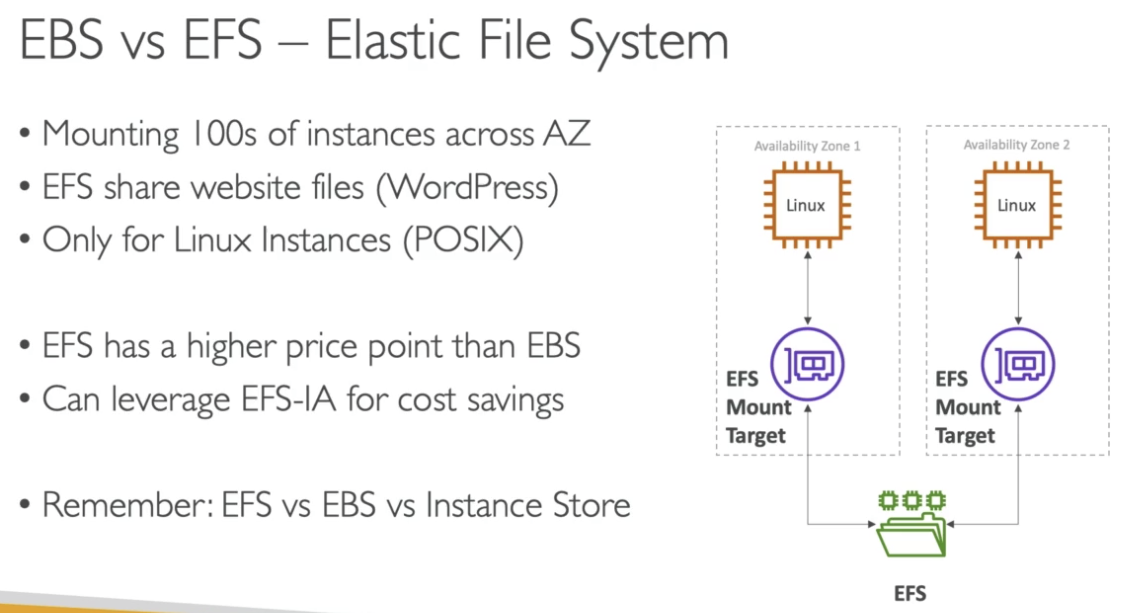 EBS vs EFS – Elastic File System
• Mounting 100s of instances across AZ
• EFS share website files (WordPress)
• Only for Linux Instances (POSIX)
• EFS has a higher price point than EBS
• Can leverage EFS-IA for cost savings
• Remember: EFS vs EBS vs Instance Store
Availability Zone 1
Linux
EFS
Mount
Target
Availability Zone 2
Linux
EFS
Mount
Target
EFS